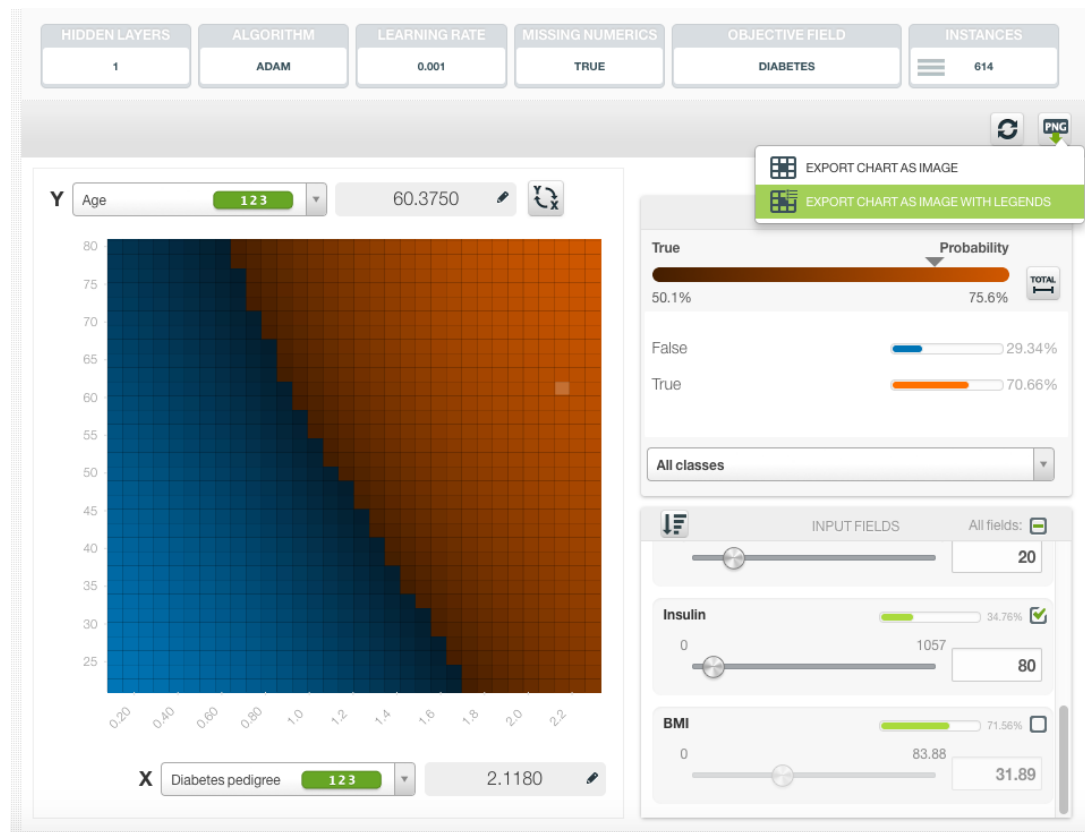 HIDDEN LAYERS ALGORITHM LEARNING RATE MISSING NUMERICS OBJECTIVE FIELD INSTANCES
1 ADAM 0.001 TRUE DIABETES 614
PNG
EXPORT CHART AS IMAGE
EXPORT CHART AS IMAGE WITH LEGENDS
Y Age 123 60.3750 Y X
80
75
70
65
60
55
50
45
40
35
30
25
0.20 0.40 0.60 0.80 1.0 1.2 1.4 1.6 1.8 2.0 2.2
X Diabetes pedigree 123 2.1180
True Probability
50.1% 75.6% TOTAL
False 29.34%
True 70.66%
All classes
INPUT FIELDS All fields:
20
Insulin 34.76%
0 1057
80
BMI 71.56%
0 83.88
31.89